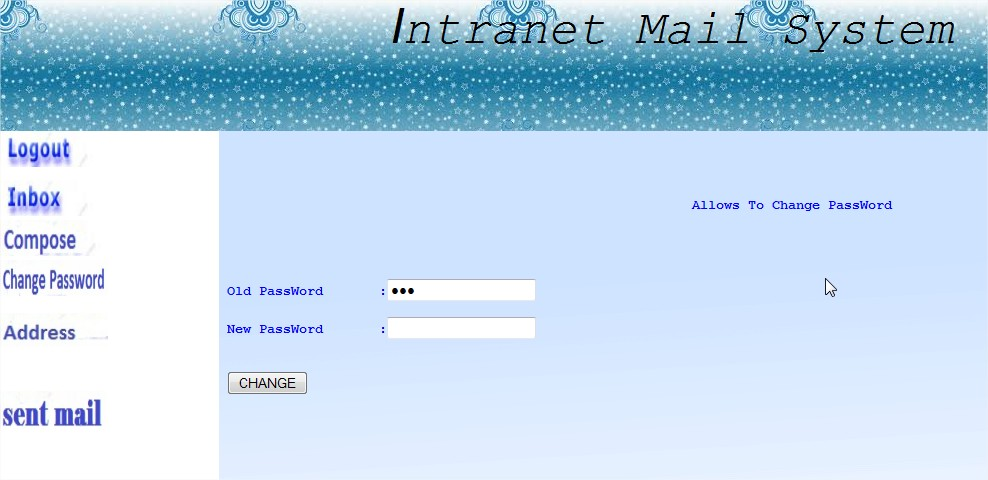 Intranet Mail System
Logout
Inbox
Compose
Change Password
Address
sent mail
Allows To Change PassWord
Old PassWord :●●●
New PassWord :
CHANGE